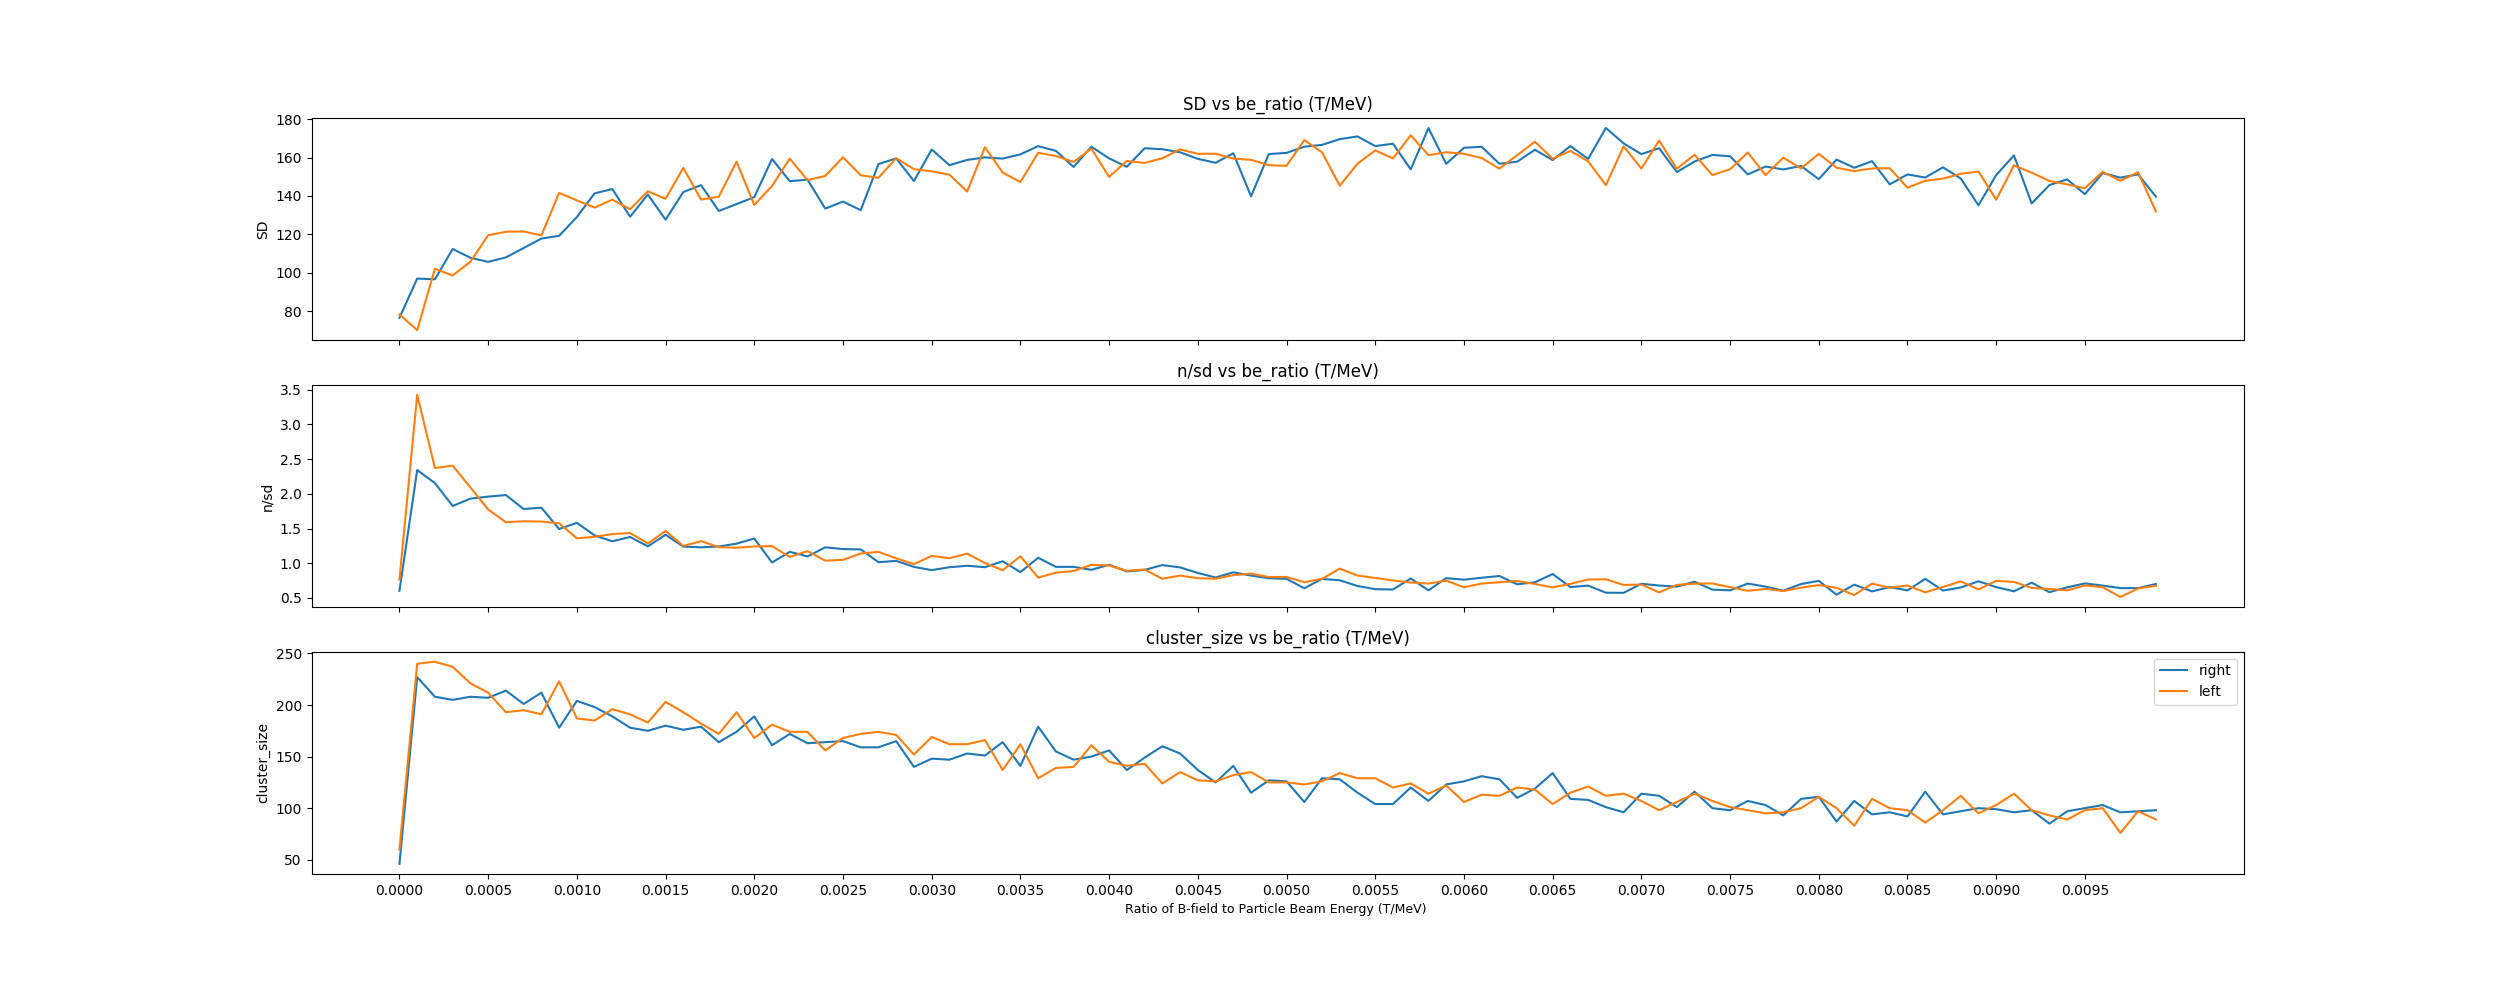 SD vs be_ratio (T/MeV)
180
160
140
120
100
80
SD
n/sd vs be_ratio (T/MeV)
3.5
3.0
2.5
2.0
1.5
1.0
0.5
n/sd
cluster_size vs be_ratio (T/MeV)
250
200
150
100
50
cluster_size
right
left
0.0000 0.0005 0.0010 0.0015 0.0020 0.0025 0.0030 0.0035 0.0040 0.0045 0.0050 0.0055 0.0060 0.0065 0.0070 0.0075 0.0080 0.0085 0.0090 0.0095
Ratio of B-field to Particle Beam Energy (T/MeV)